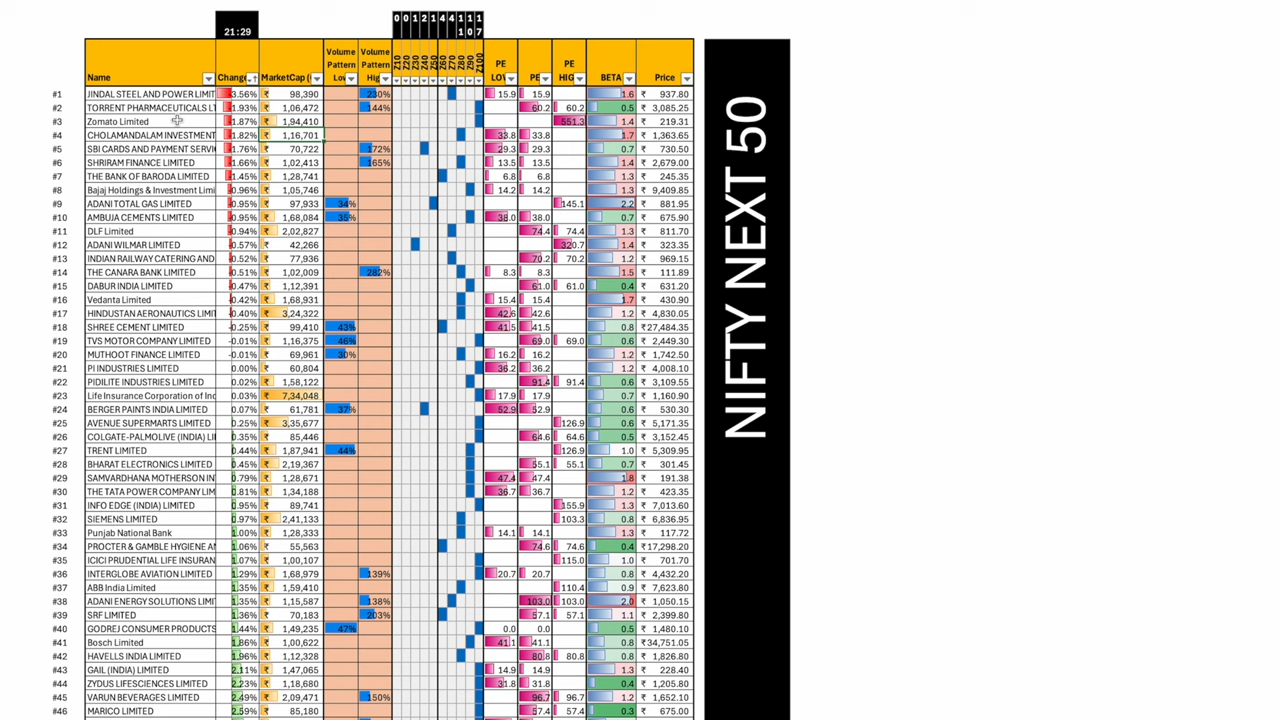 21:29
0 0 1 2 1 4 4 11 10 17
Name Change MarketCap ( Volume Pattern Low Volume Pattern High Z10 Z20 Z30 Z40 Z50 Z60 Z70 Z80 Z90 Z100 PE LOW PE PE HIG BETA Price
#1 JINDAL STEEL AND POWER LIMIT -3.56% ₹ 98,390 230% 15.9 15.9 1.6 ₹ 937.80
#2 TORRENT PHARMACEUTICALS LT -1.93% ₹ 1,06,472 144% 60.2 60.2 0.5 ₹ 3,085.25
#3 Zomato Limited -1.87% ₹ 1,94,410 551.3 1.4 ₹ 219.31
#4 CHOLAMANDALAM INVESTMENT -1.82% ₹ 1,16,701 33.8 33.8 1.7 ₹ 1,363.65
#5 SBI CARDS AND PAYMENT SERVI -1.76% ₹ 70,722 172% 29.3 29.3 0.7 ₹ 730.50
#6 SHRIRAM FINANCE LIMITED -1.66% ₹ 1,02,413 165% 13.5 13.5 1.4 ₹ 2,679.00
#7 THE BANK OF BARODA LIMITED -1.45% ₹ 1,28,741 6.8 6.8 1.3 ₹ 245.35
#8 Bajaj Holdings & Investment Limi -0.96% ₹ 1,05,746 14.2 14.2 1.3 ₹ 9,409.85
#9 ADANI TOTAL GAS LIMITED -0.95% ₹ 97,933 34% 145.1 2.2 ₹ 881.95
#10 AMBUJA CEMENTS LIMITED -0.95% ₹ 1,68,084 35% 38.0 38.0 0.7 ₹ 675.90
#11 DLF Limited -0.94% ₹ 2,02,827 74.4 74.4 1.3 ₹ 811.70
#12 ADANI WILMAR LIMITED -0.57% ₹ 42,266 320.7 1.4 ₹ 323.35
#13 INDIAN RAILWAY CATERING AND -0.52% ₹ 77,936 70.2 70.2 1.2 ₹ 969.15
#14 THE CANARA BANK LIMITED -0.51% ₹ 1,02,009 282% 8.3 8.3 1.5 ₹ 111.89
#15 DABUR INDIA LIMITED -0.47% ₹ 1,12,391 61.0 61.0 0.4 ₹ 631.20
#16 Vedanta Limited -0.42% ₹ 1,68,931 15.4 15.4 1.7 ₹ 430.90
#17 HINDUSTAN AERONAUTICS LIMIT -0.40% ₹ 3,24,322 42.6 42.6 1.2 ₹ 4,830.05
#18 SHREE CEMENT LIMITED -0.25% ₹ 99,410 43% 41.5 41.5 0.8 ₹ 27,484.35
#19 TVS MOTOR COMPANY LIMITED -0.01% ₹ 1,16,375 46% 69.0 69.0 0.7 ₹ 2,449.30
#20 MUTHOOT FINANCE LIMITED -0.01% ₹ 69,961 30% 16.2 16.2 1.2 ₹ 1,742.50
#21 PI INDUSTRIES LIMITED 0.00% ₹ 60,804 36.2 36.2 1.2 ₹ 4,008.10
#22 PIDILITE INDUSTRIES LIMITED 0.02% ₹ 1,58,122 91.4 91.4 0.6 ₹ 3,109.55
#23 Life Insurance Corporation of Ind 0.03% ₹ 7,34,048 17.9 17.9 0.7 ₹ 1,160.90
#24 BERGER PAINTS INDIA LIMITED 0.07% ₹ 61,781 37% 52.9 52.9 0.6 ₹ 530.30
#25 AVENUE SUPERMARTS LIMITED 0.35% ₹ 3,35,677 126.9 0.6 ₹ 5,171.35
#26 COLGATE-PALMOLIVE (INDIA) LI 0.35% ₹ 85,446 64.6 64.6 0.5 ₹ 3,152.45
#27 TRENT LIMITED 0.44% ₹ 1,87,941 44% 126.9 1.0 ₹ 5,309.95
#28 BHARAT ELECTRONICS LIMITED 0.48% ₹ 2,19,367 55.1 55.1 0.7 ₹ 301.45
#29 SAMVARDHANA MOTHERSON IN 0.79% ₹ 1,28,671 47.4 47.4 1.8 ₹ 191.38
#30 THE TATA POWER COMPANY LIM 0.81% ₹ 1,34,188 36.7 36.7 1.2 ₹ 423.35
#31 INFO EDGE (INDIA) LIMITED 0.95% ₹ 89,741 155.9 1.3 ₹ 7,013.60
#32 SIEMENS LIMITED 0.97% ₹ 2,41,133 103.3 0.8 ₹ 6,836.95
#33 Punjab National Bank 1.00% ₹ 1,28,333 14.1 14.1 1.3 ₹ 117.72
#34 PROCTER & GAMBLE HYGIENE AN 1.06% ₹ 55,563 74.6 74.6 0.4 ₹ 17,298.20
#35 ICICI PRUDENTIAL LIFE INSURAN 1.07% ₹ 1,00,107 115.0 1.0 ₹ 701.70
#36 INTERGLOBE AVIATION LIMITED 1.29% ₹ 1,68,979 139% 20.7 20.7 0.8 ₹ 4,432.20
#37 ABB India Limited 1.35% ₹ 1,59,410 110.4 0.9 ₹ 7,623.80
#38 ADANI ENERGY SOLUTIONS LIMI 1.35% ₹ 1,15,587 138% 103.0 103.0 2.0 ₹ 1,050.15
#39 SRF LIMITED 1.36% ₹ 70,183 203% 57.1 57.1 1.1 ₹ 2,399.80
#40 GODREJ CONSUMER PRODUCTS 1.44% ₹ 1,49,235 47% 0.0 0.0 0.5 ₹ 1,480.10
#41 Bosch Limited 1.86% ₹ 1,00,622 41.1 41.1 0.8 ₹ 34,751.05
#42 HAVELLS INDIA LIMITED 1.96% ₹ 1,12,328 80.8 80.8 0.8 ₹ 1,826.80
#43 GAIL (INDIA) LIMITED 2.11% ₹ 1,47,065 14.9 14.9 1.3 ₹ 228.40
#44 ZYDUS LIFESCIENCES LIMITED 2.23% ₹ 1,18,680 31.8 31.8 0.4 ₹ 1,205.80
#45 VARUN BEVERAGES LIMITED 2.49% ₹ 2,09,471 150% 96.7 96.7 1.2 ₹ 1,652.10
#46 MARICO LIMITED 2.59% ₹ 85,180 57.4 57.4 0.3 ₹ 675.00
NIFTY NEXT 50